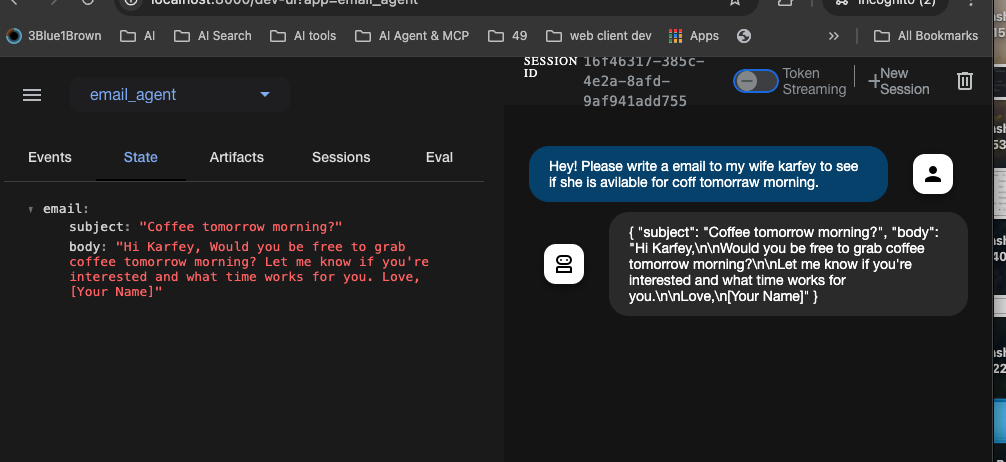 localhost:8000/dev-ui?app=email_agent
Incognito (2)
3Blue1Brown
AI
AI Search
AI tools
AI Agent & MCP
49
web client dev
Apps
»
All Bookmarks
email_agent
SESSION
ID
16f46317-385c-
4e2a-8afd-
9af941add755
Token
Streaming
New
Session
Events
State
Artifacts
Sessions
Eval
email:
subject: "Coffee tomorrow morning?"
body: "Hi Karfey, Would you be free to grab
coffee tomorrow morning? Let me know if you're
interested and what time works for you. Love,
[Your Name]"
Hey! Please write a email to my wife karfey to see
if she is avilable for coff tomorraw morning.
{ "subject": "Coffee tomorrow morning?", "body":
"Hi Karfey,\n\nWould you be free to grab coffee
tomorrow morning?\n\nLet me know if you're
interested and what time works for
you.\n\nLove,\n[Your Name]" }